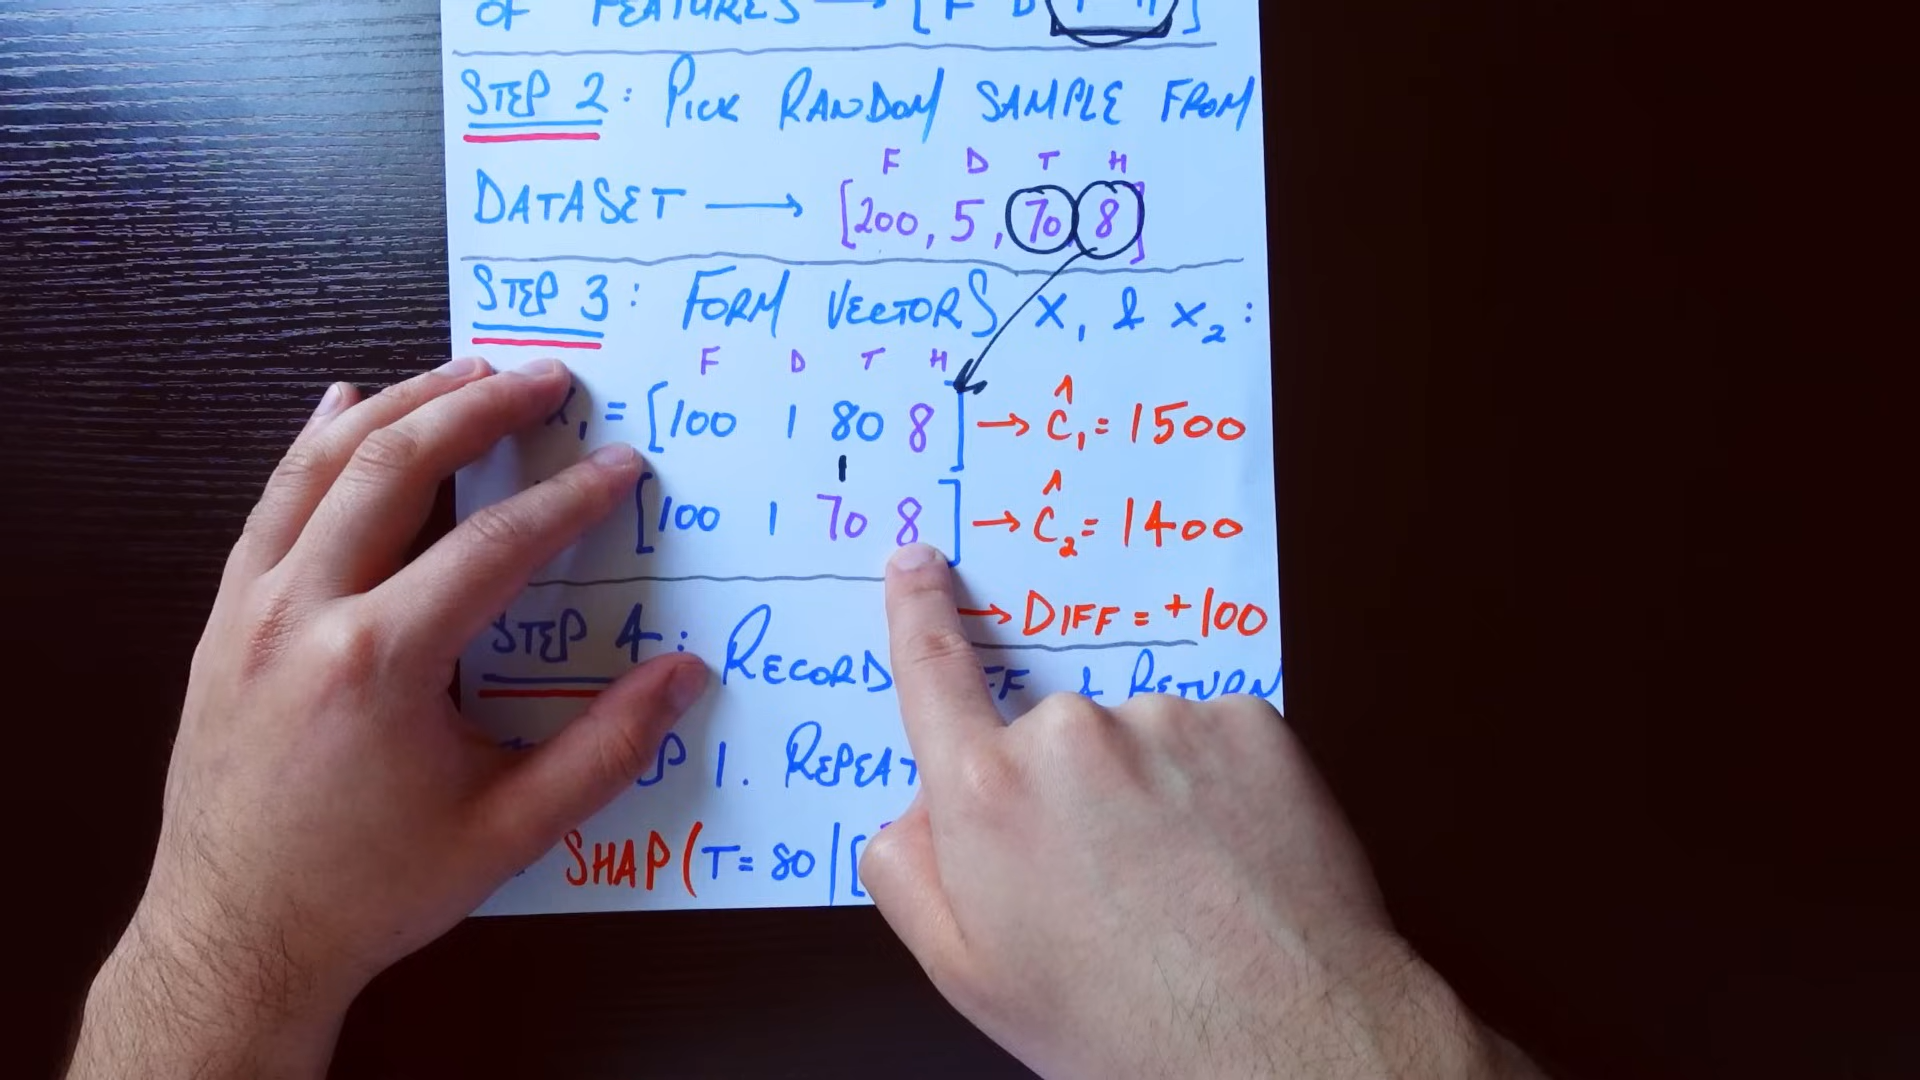 OF FEATURES → [F D T H]
STEP 2: PICK RANDOM SAMPLE FROM
F D T H
DATASET → [200, 5, 70, 8]
STEP 3: FORM VECTORS X₁ & X₂:
F D T H
X₁ = [100 1 80 8] → Ĉ₁ = 1500
[100 1 70 8] → Ĉ₂ = 1400
→ DIFF = +100
STEP 4: RECORD & RETURN
1. REPEAT
SHAP(T=80|[